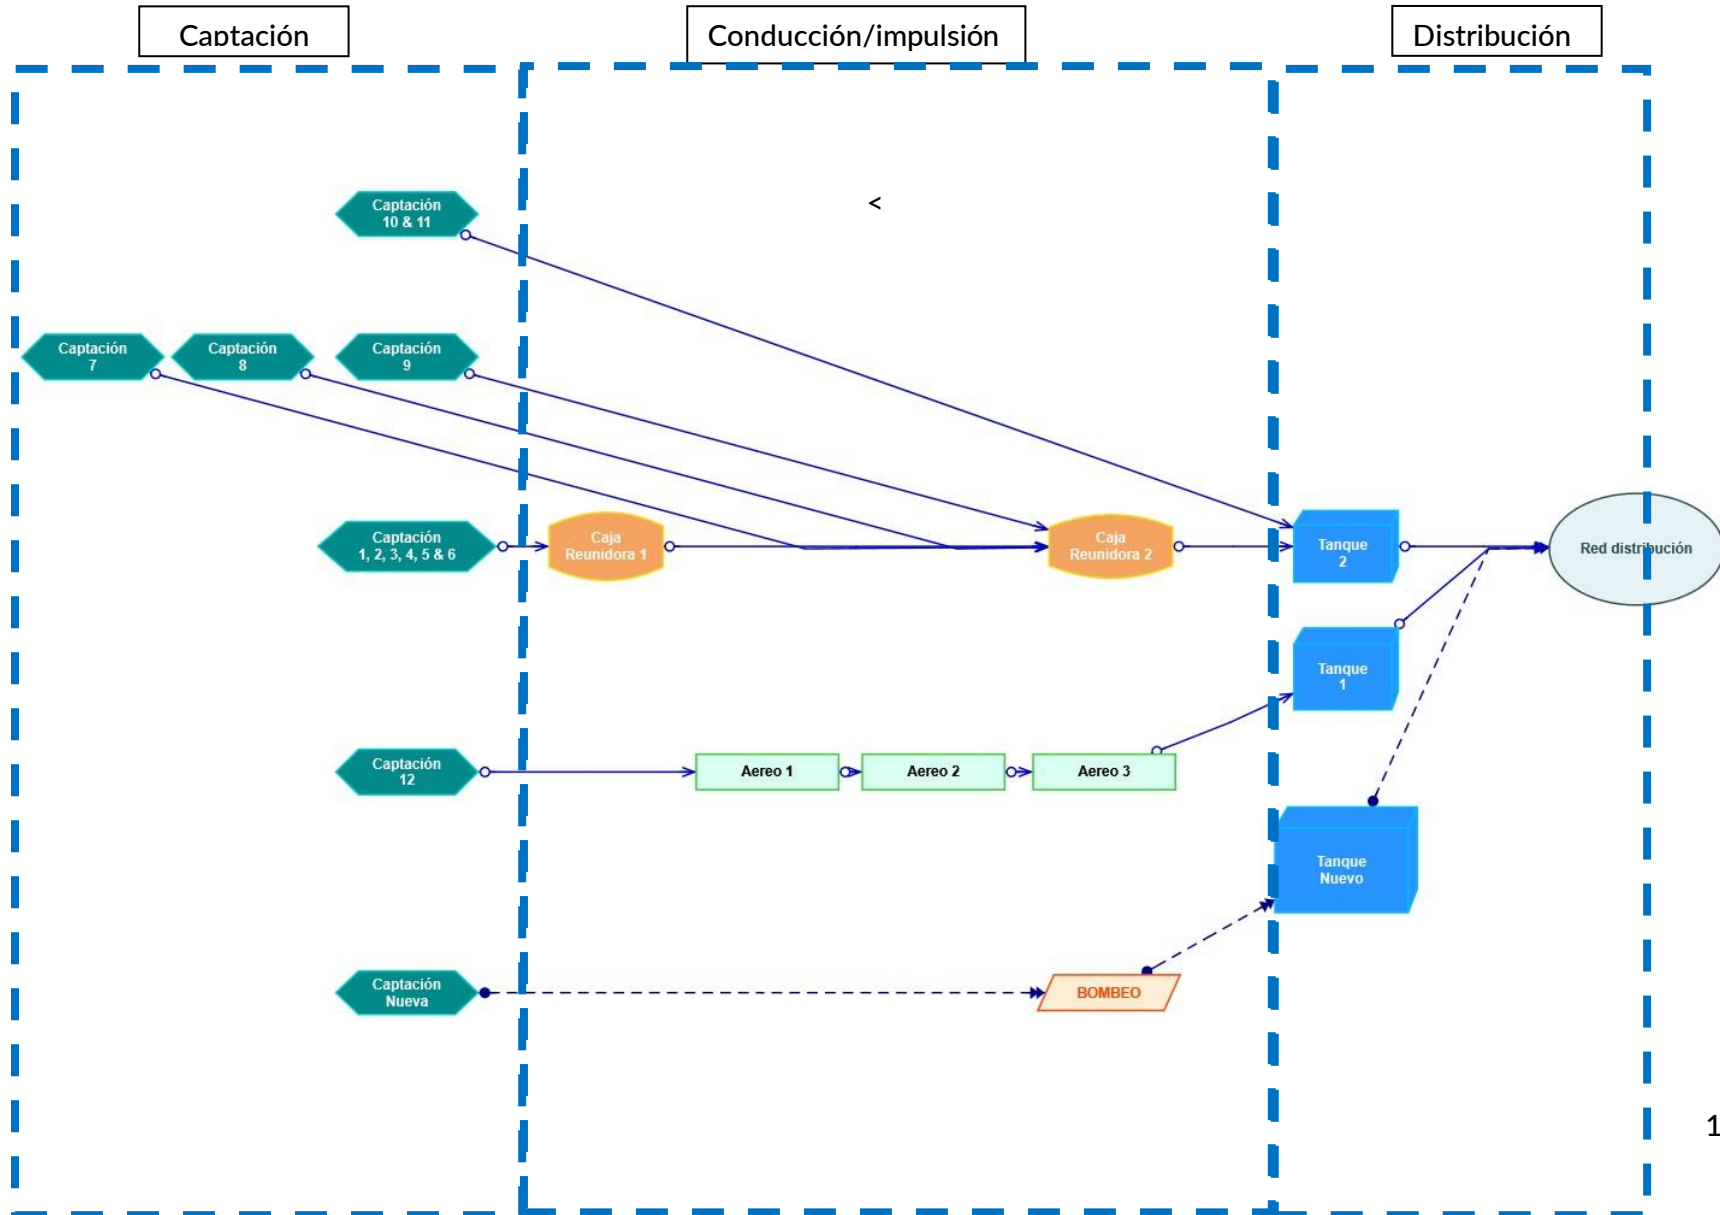 Captación
Conducción/impulsión
Distribución
<
Captación
10 & 11
Captación
7
Captación
8
Captación
9
Captación
1, 2, 3, 4, 5 & 6
Caja
Reunidora 1
Caja
Reunidora 2
Tanque
2
Red distribución
Tanque
1
Captación
12
Aereo 1
Aereo 2
Aereo 3
Tanque
Nuevo
Captación
Nueva
BOMBEO
1